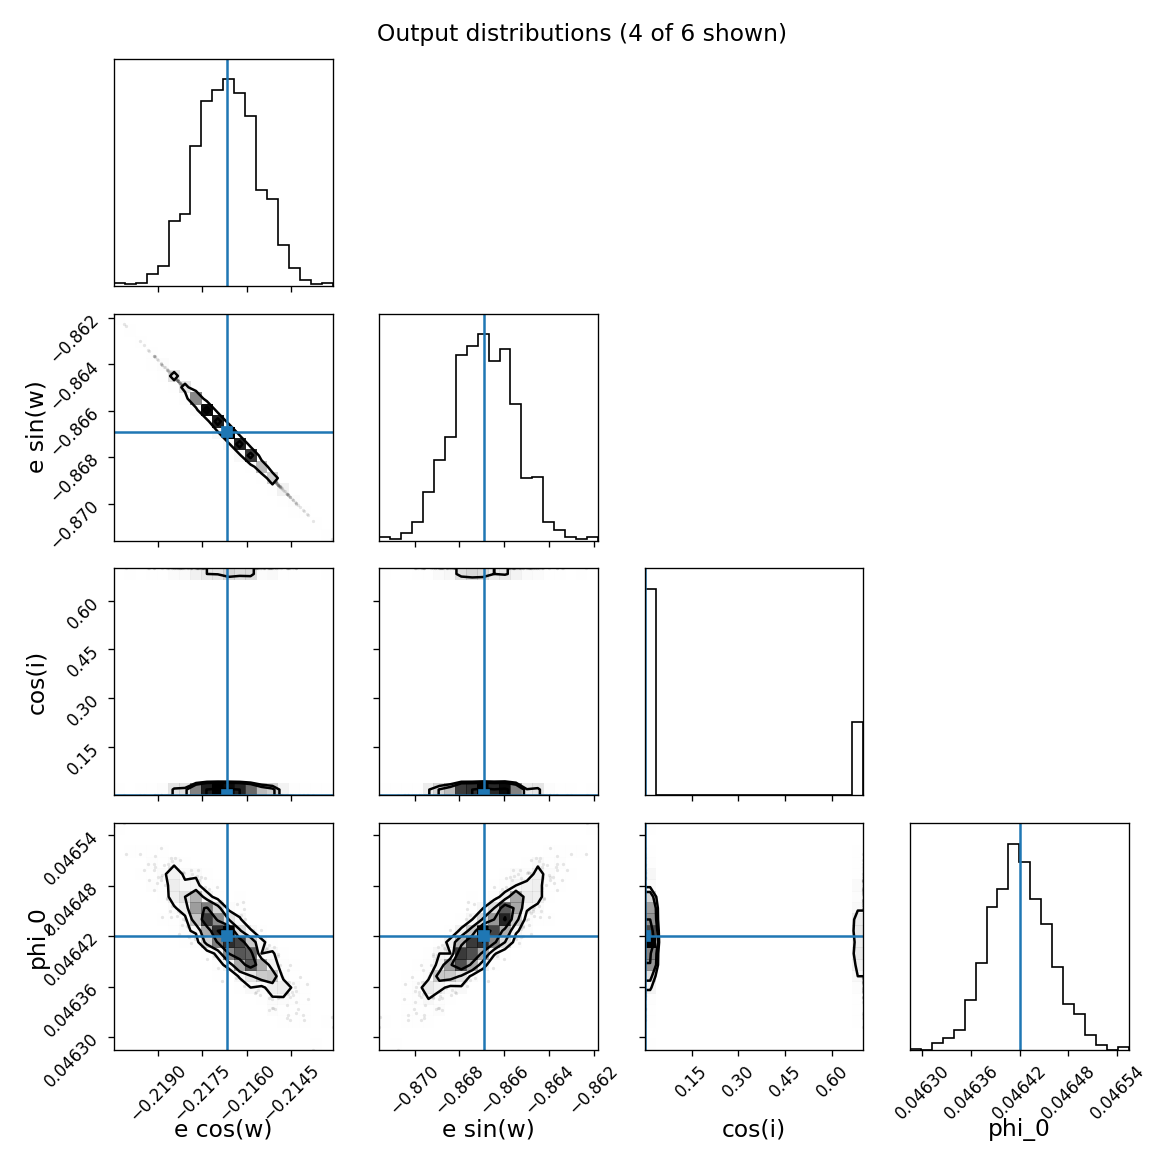 Output distributions (4 of 6 shown)
e sin(w)
−0.862
−0.864
−0.866
−0.868
−0.870
cos(i)
0.60
0.45
0.30
0.15
phi_0
0.04654
0.04648
0.04642
0.04636
0.04630
−0.2190 −0.2175 −0.2160 −0.2145
−0.870 −0.868 −0.866 −0.864 −0.862
0.15 0.30 0.45 0.60
0.04630 0.04636 0.04642 0.04648 0.04654
e cos(w) e sin(w) cos(i) phi_0